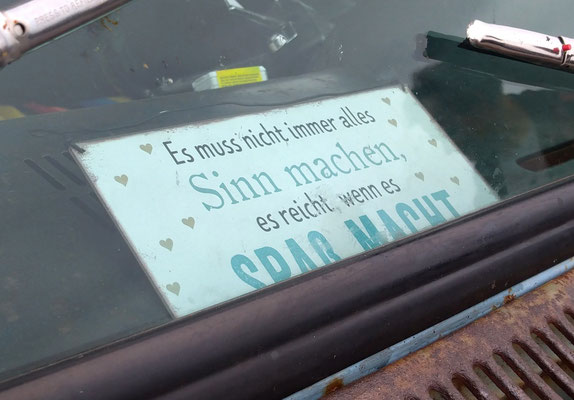 Es muss nicht immer alles
Sinn machen,
es reicht, wenn es
SPAß MACHT